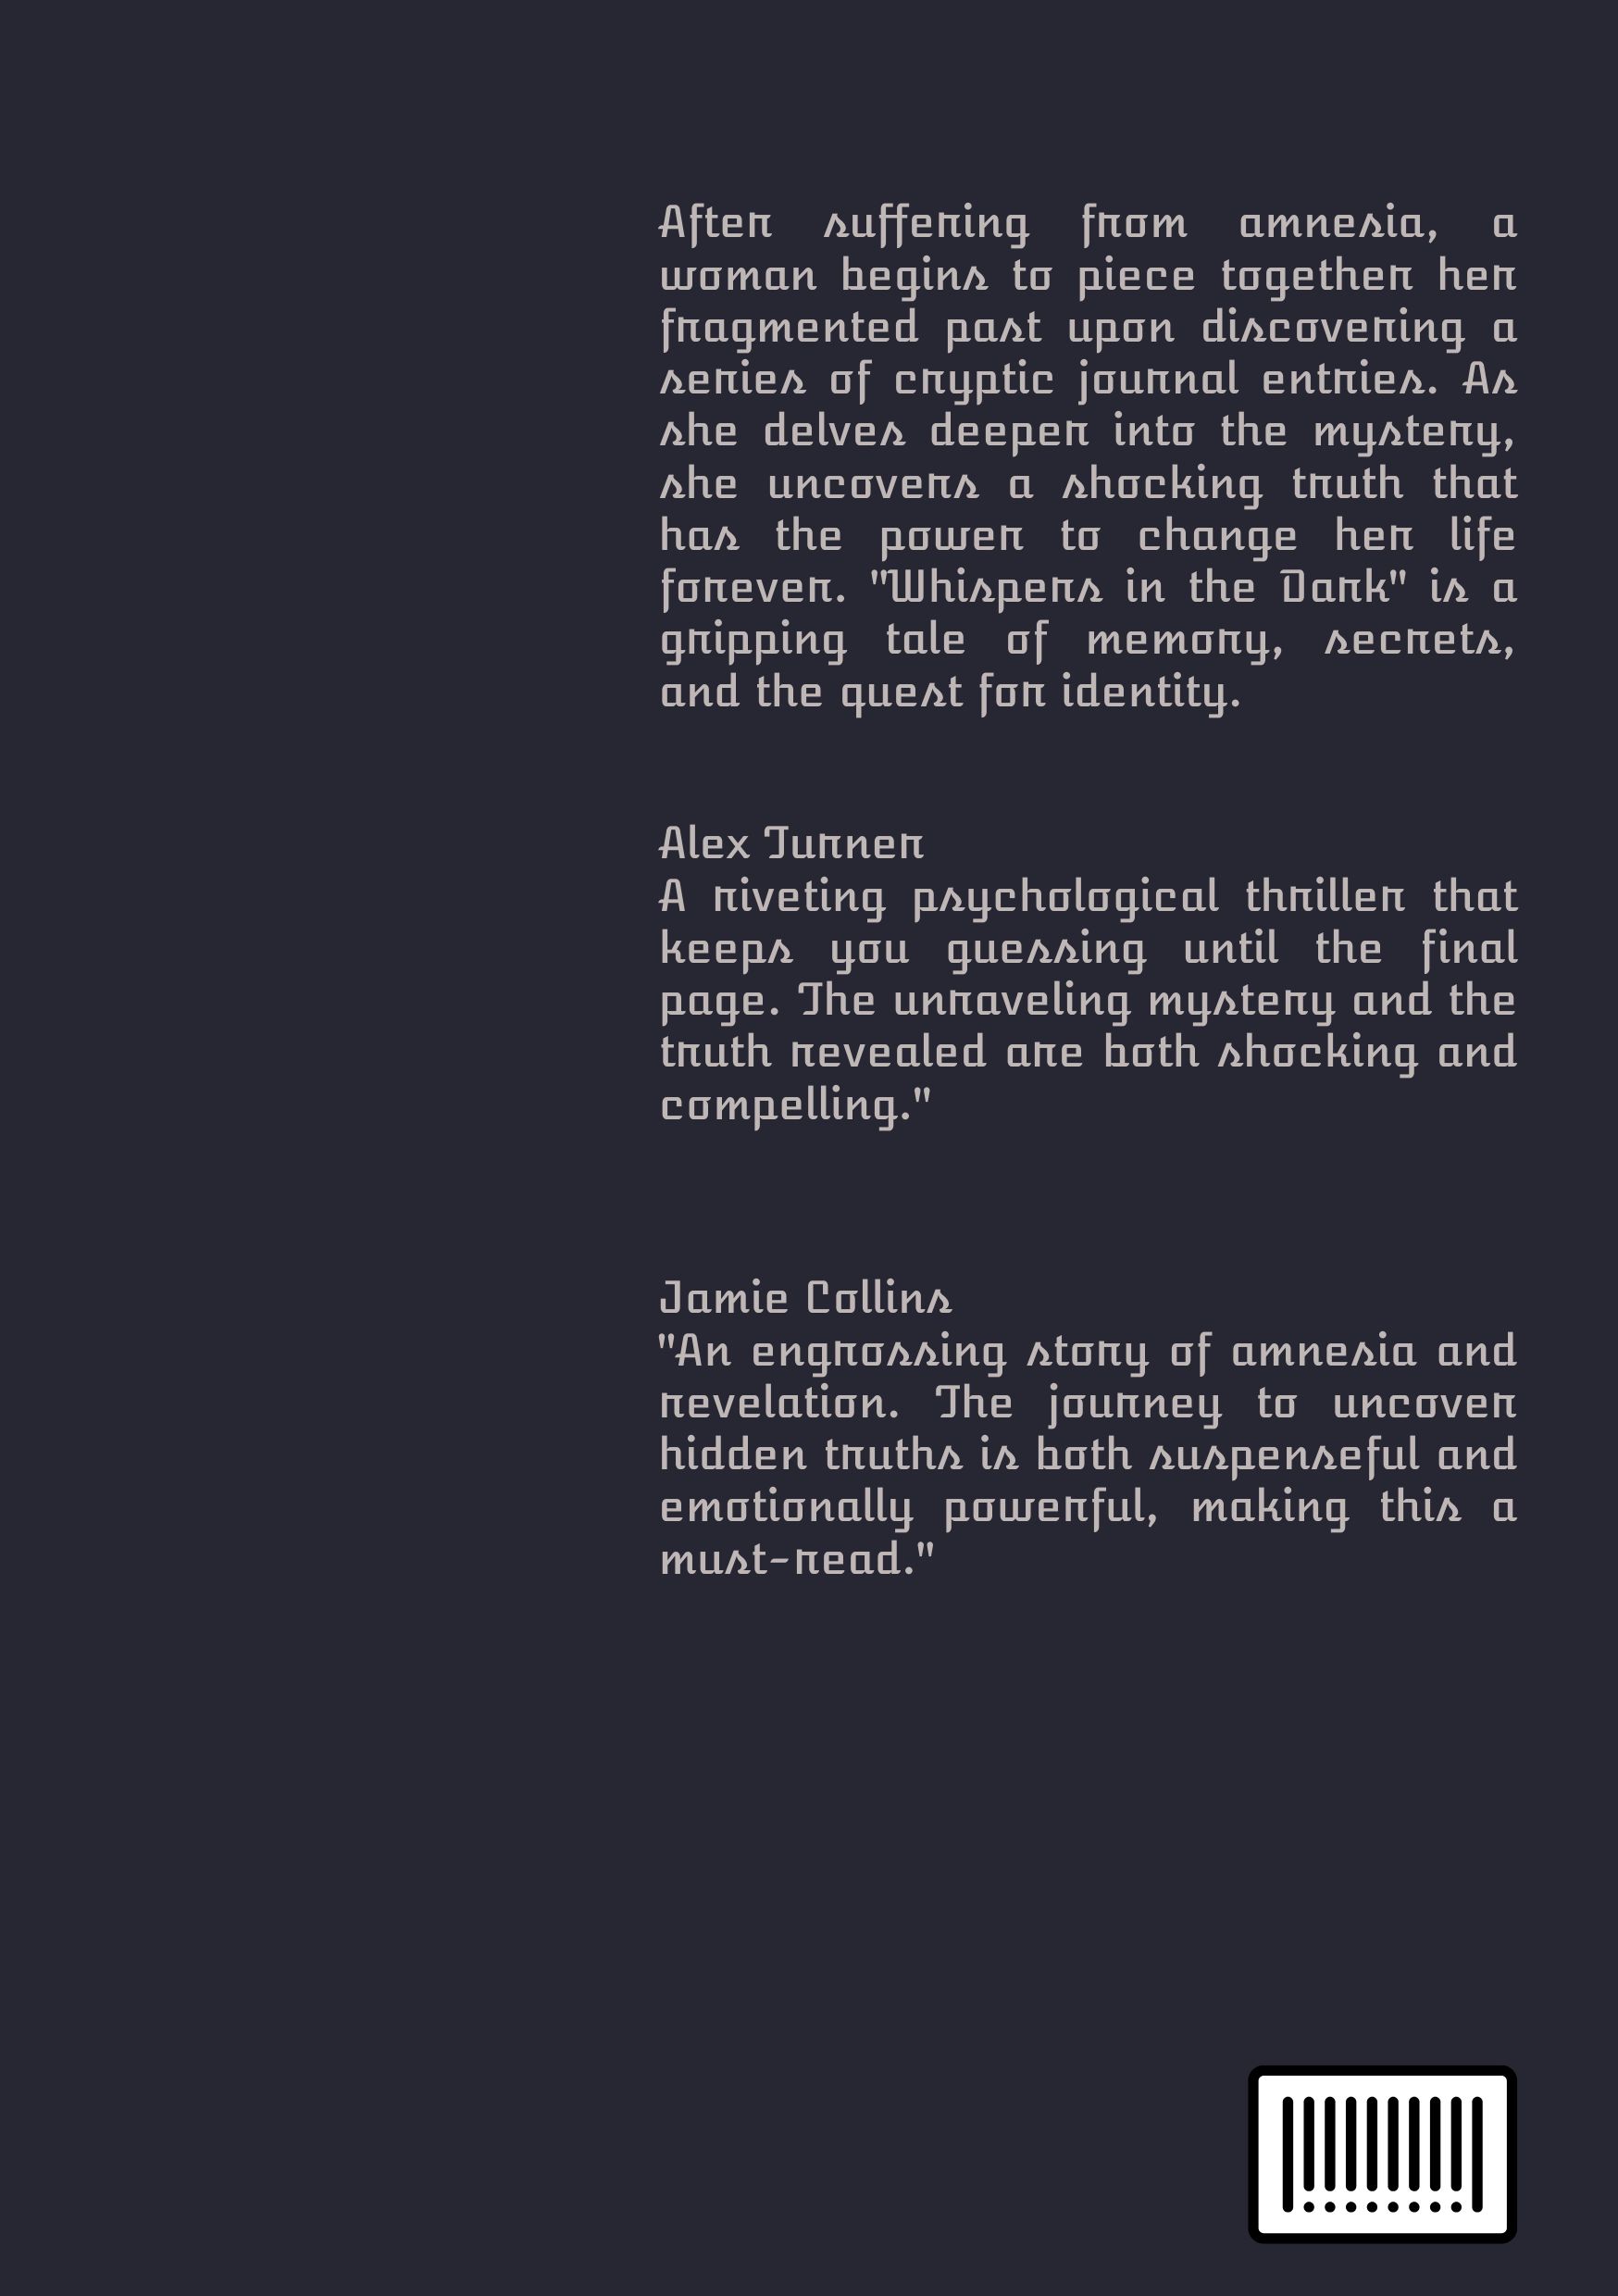 After suffering from amnesia, a
woman begins to piece together her
fragmented past upon discovering a
series of cryptic journal entries. As
she delves deeper into the mystery,
she uncovers a shocking truth that
has the power to change her life
forever. "Whispers in the Dark" is a
gripping tale of memory, secrets,
and the quest for identity.
Alex Turner
A riveting psychological thriller that
keeps you guessing until the final
page. The unraveling mystery and the
truth revealed are both shocking and
compelling."
Jamie Collins
"An engrossing story of amnesia and
revelation. The journey to uncover
hidden truths is both suspenseful and
emotionally powerful, making this a
must-read."